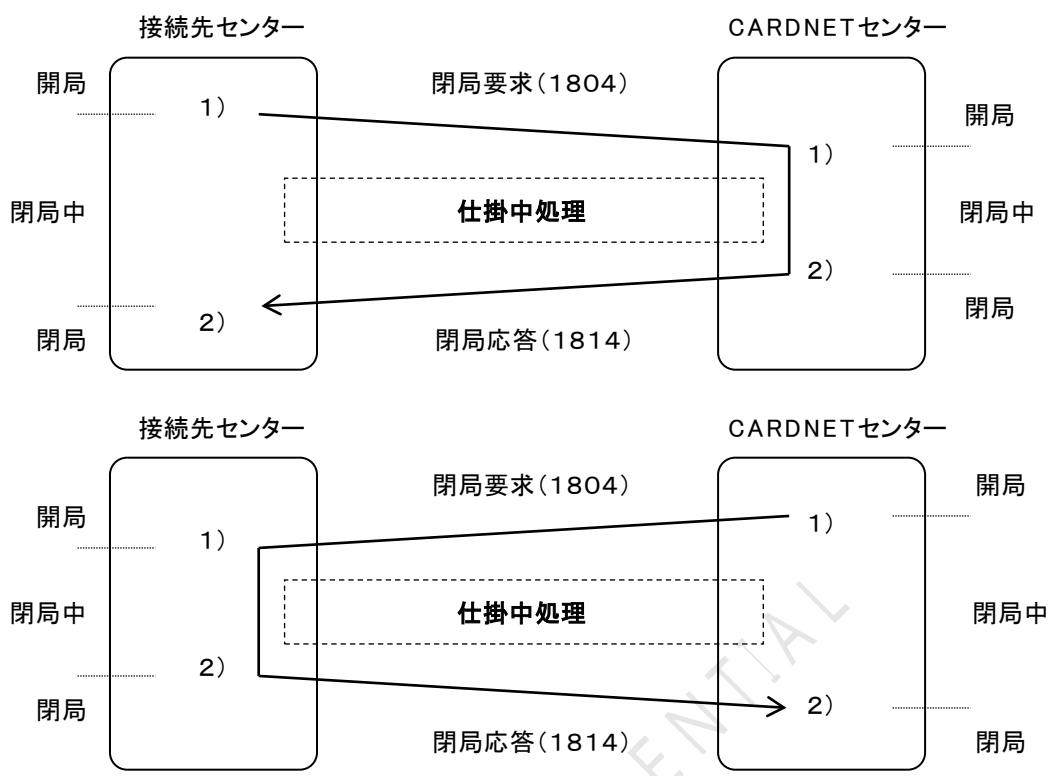 接続先センター
CARDNETセンター
開局
1)
閉局要求(1804)
開局
1)
閉局中
仕掛中処理
閉局中
2)
2)
閉局
閉局応答(1814)
閉局
接続先センター
CARDNETセンター
閉局要求(1804)
開局
開局
1)
1)
閉局中
仕掛中処理
閉局中
2)
2)
閉局
閉局応答(1814)
閉局
ENTIAL